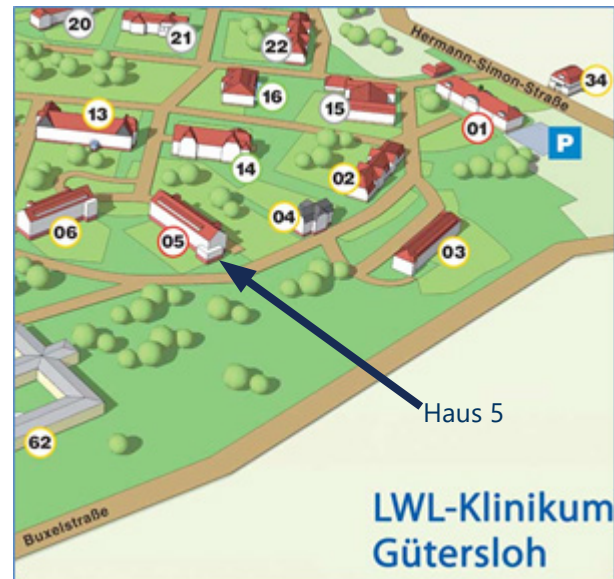 20
21
22
Hermann-Simon-Straße
34
16
15
01
P
13
14
02
06
05
04
03
Haus 5
62
LWL-Klinikum
Gütersloh
Buxelstraße